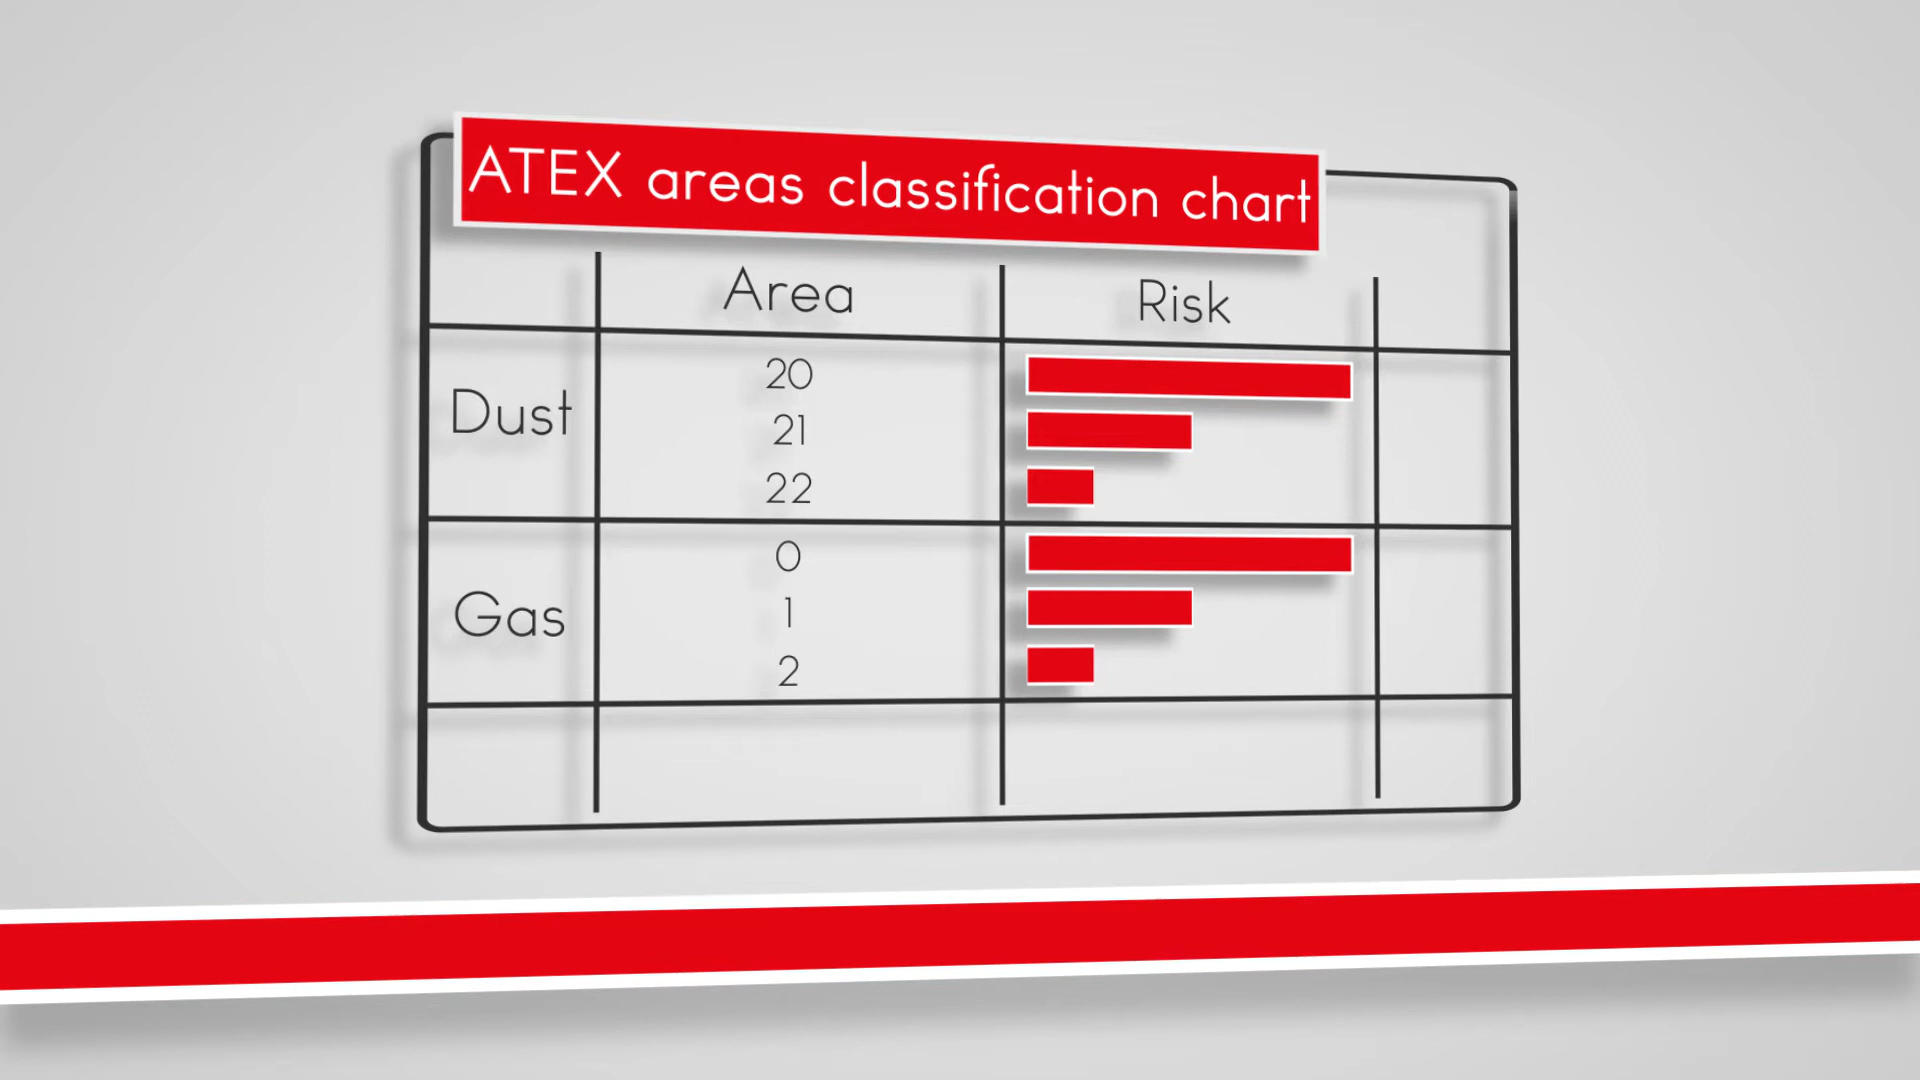 ATEX areas classification chart
Area Risk
Dust
20
21
22
Gas
0
1
2